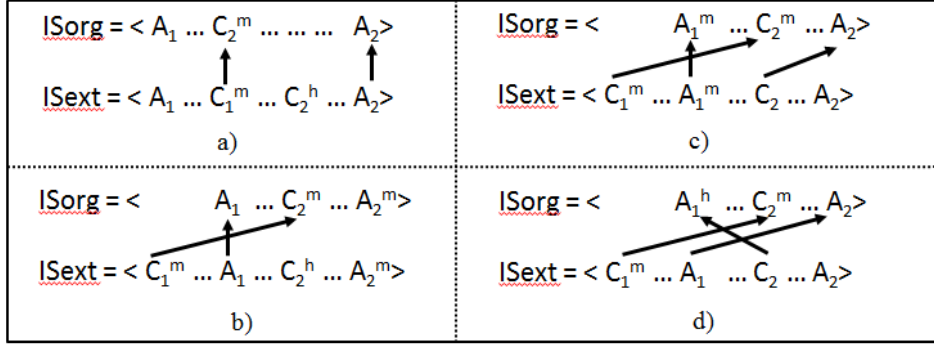 ISorg = < A₁ ... C₂ᵐ ... ... ... A₂>
ISext = < A₁ ... C₁ᵐ ... C₂ʰ ... A₂>
a)
ISorg = < A₁ᵐ ... C₂ᵐ ... A₂>
ISext = < C₁ᵐ ... A₁ᵐ ... C₂ ... A₂>
c)
ISorg = < A₁ ... C₂ᵐ ... A₂ᵐ>
ISext = < C₁ᵐ ... A₁ ... C₂ʰ ... A₂ᵐ>
b)
ISorg = < A₁ʰ ... C₂ᵐ ... A₂>
ISext = < C₁ᵐ ... A₁ ... C₂ ... A₂>
d)